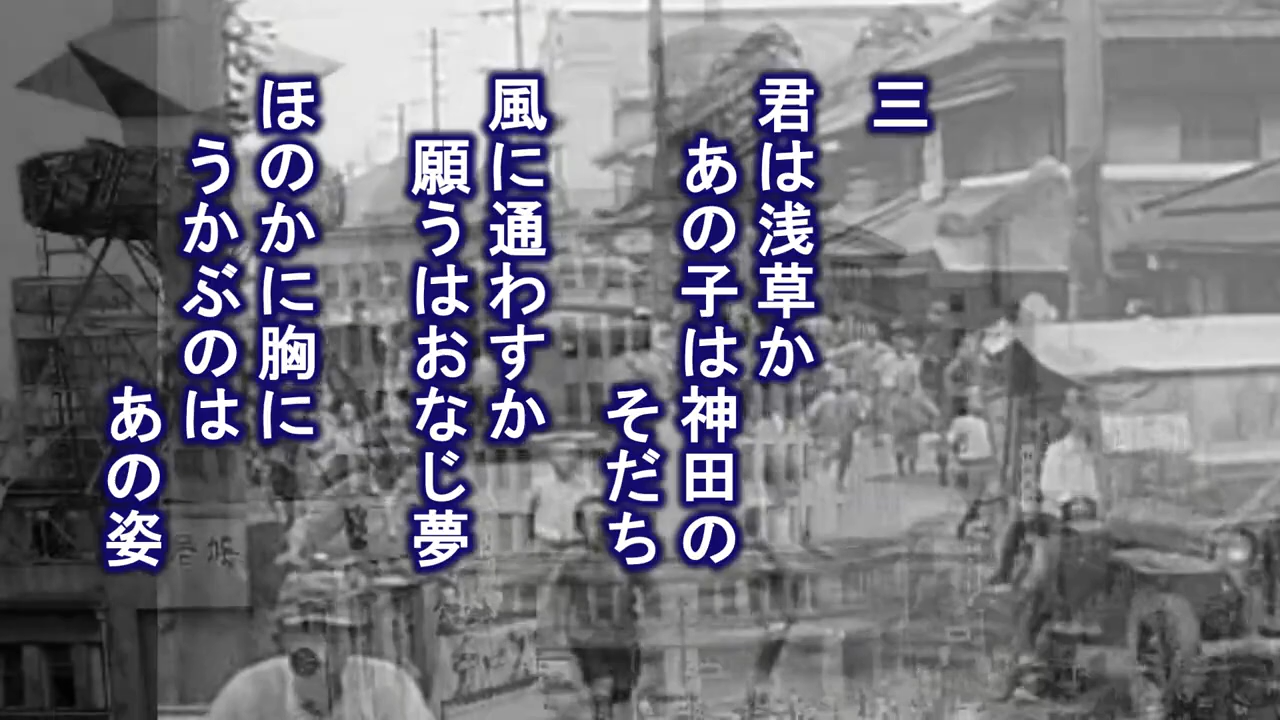 三
君は浅草か
あの子は神田の
そだち
風に通わすか
願うはおなじ夢
ほのかに胸に
うかぶのは
あの姿